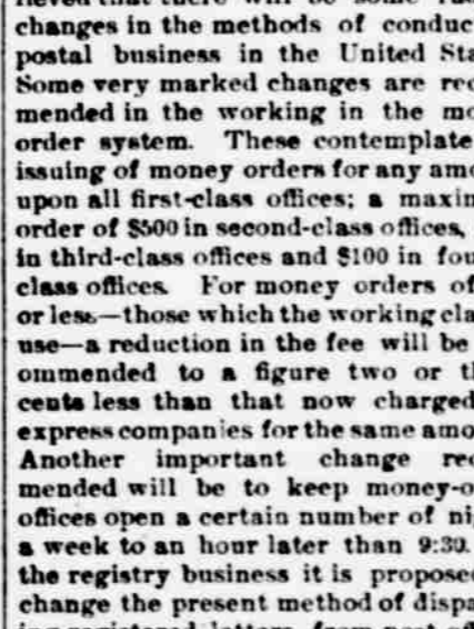 changes in the methods of conduc
postal business in the United Sta
Some very marked changes are rec
mended in the working in the mo
order system. These contemplate
issuing of money orders for any amo
upon all first-class offices; a maxim
order of $500 in second-class offices,
in third-class offices and $100 in fou
class offices. For money orders of
or less—those which the working cla
use—a reduction in the fee will be
ommended to a figure two or th
cents less than that now charged
express companies for the same amo
Another important change rec
mended will be to keep money-o
offices open a certain number of ni
a week to an hour later than 9:30.
the registry business it is propose
change the present method of dispa